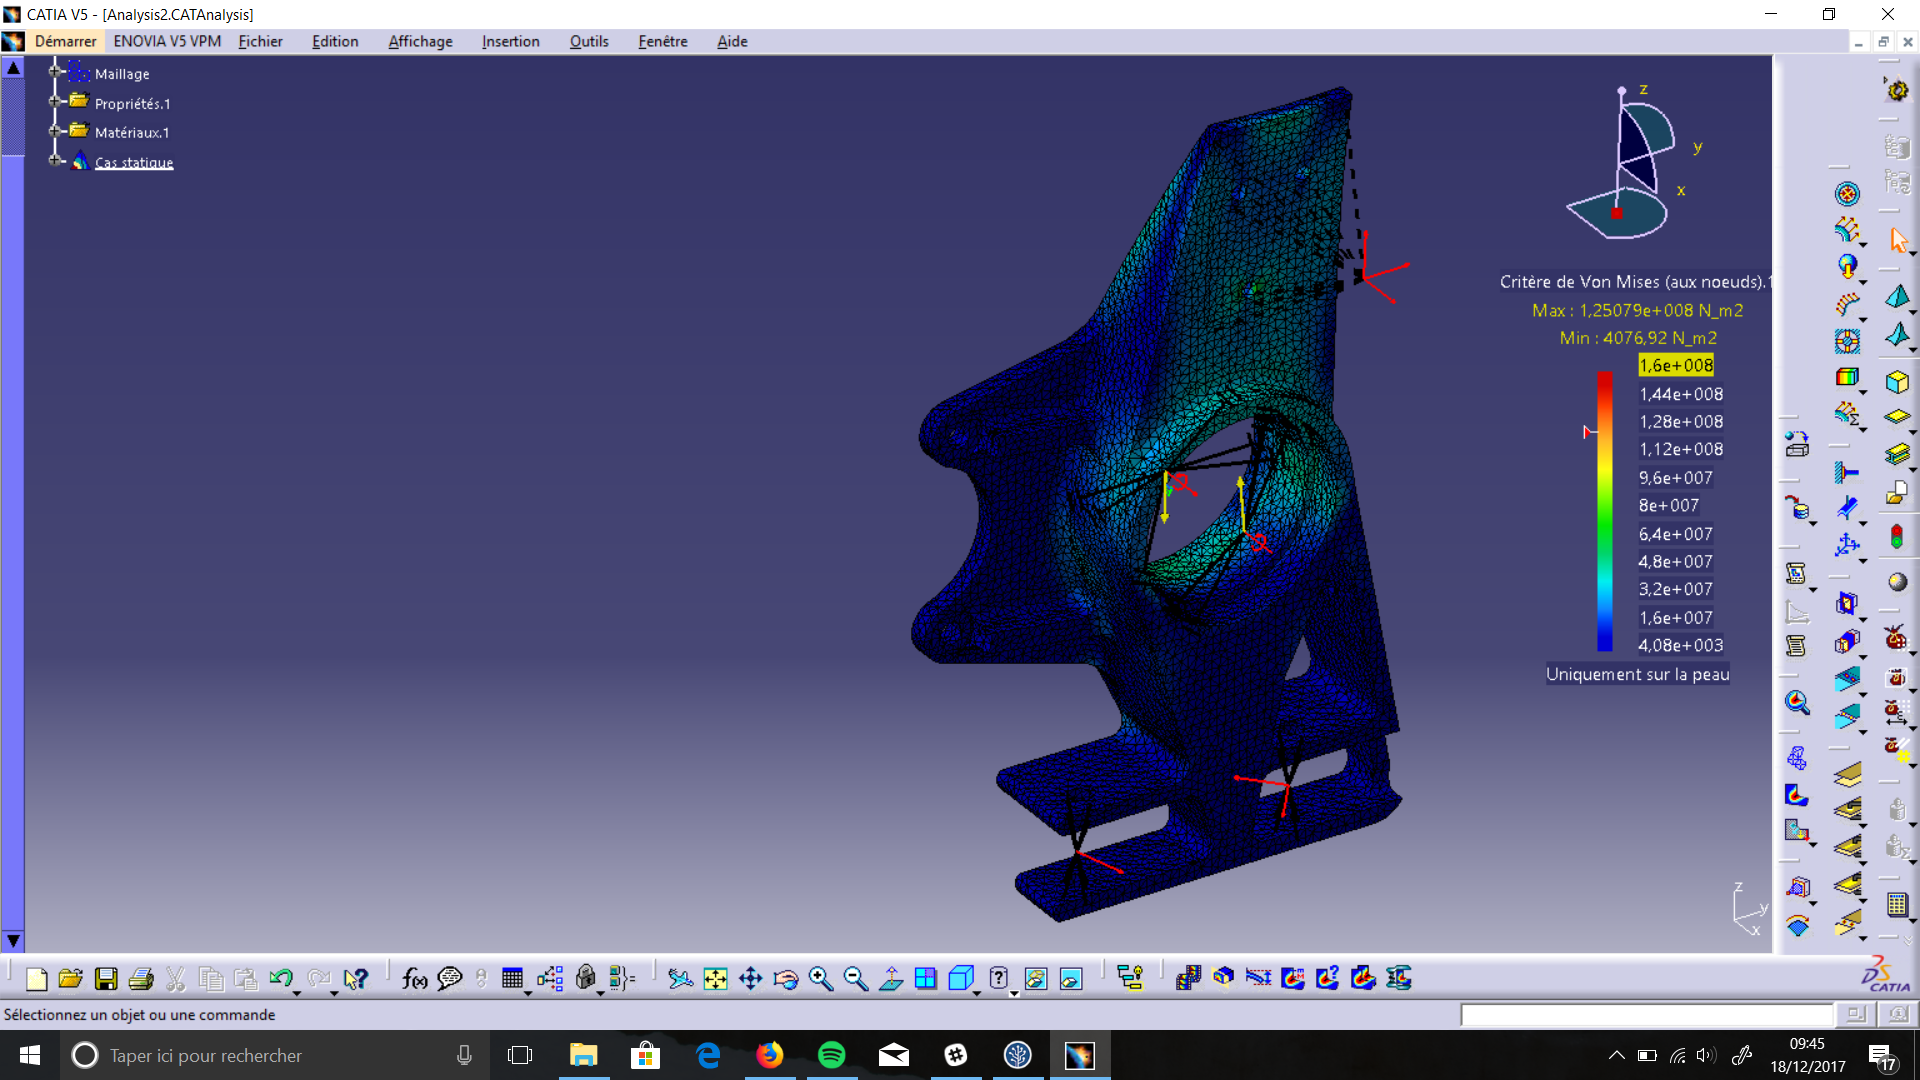 CATIA V5 - [Analysis2.CATAnalysis]
Démarrer ENOVIA V5 VPM Fichier Edition Affichage Insertion Outils Fenêtre Aide
Maillage
Propriétés.1
Matériaux.1
Cas statique
z
y
x
Critère de Von Mises (aux noeuds).1
Max : 1,25079e+008 N_m2
Min : 4076,92 N_m2
1,6e+008
1,44e+008
1,28e+008
1,12e+008
9,6e+007
8e+007
6,4e+007
4,8e+007
3,2e+007
1,6e+007
4,08e+003
Uniquement sur la peau
z
y
x
f(x)
CATIA
Sélectionnez un objet ou une commande
Taper ici pour rechercher
09:45
18/12/2017
17